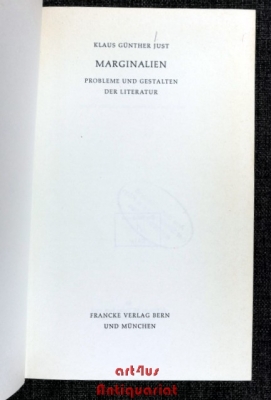 KLAUS GÜNTHER JUST
MARGINALIEN
PROBLEME UND GESTALTEN
DER LITERATUR
FRANCKE VERLAG BERN
UND MÜNCHEN
art4us
Antiquariat